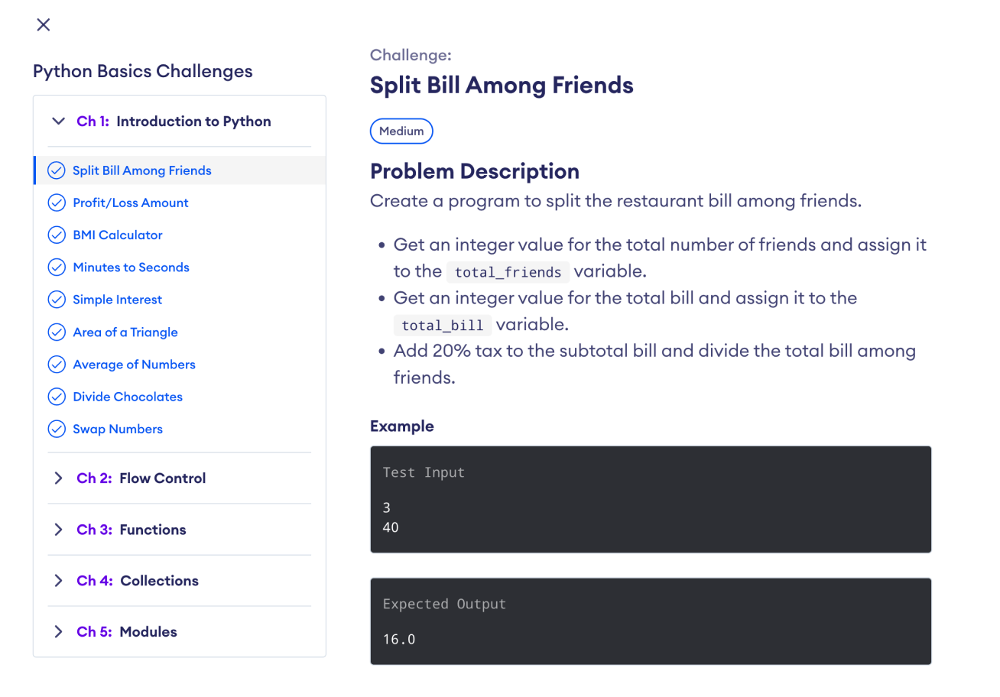 Python Basics Challenges
Ch 1: Introduction to Python
Split Bill Among Friends
Profit/Loss Amount
BMI Calculator
Minutes to Seconds
Simple Interest
Area of a Triangle
Average of Numbers
Divide Chocolates
Swap Numbers
Ch 2: Flow Control
Ch 3: Functions
Ch 4: Collections
Ch 5: Modules
Challenge:
Split Bill Among Friends
Medium
Problem Description
Create a program to split the restaurant bill among friends.
• Get an integer value for the total number of friends and assign it
to the total_friends variable.
• Get an integer value for the total bill and assign it to the
total_bill variable.
• Add 20% tax to the subtotal bill and divide the total bill among
friends.
Example
Test Input
3
40
Expected Output
16.0